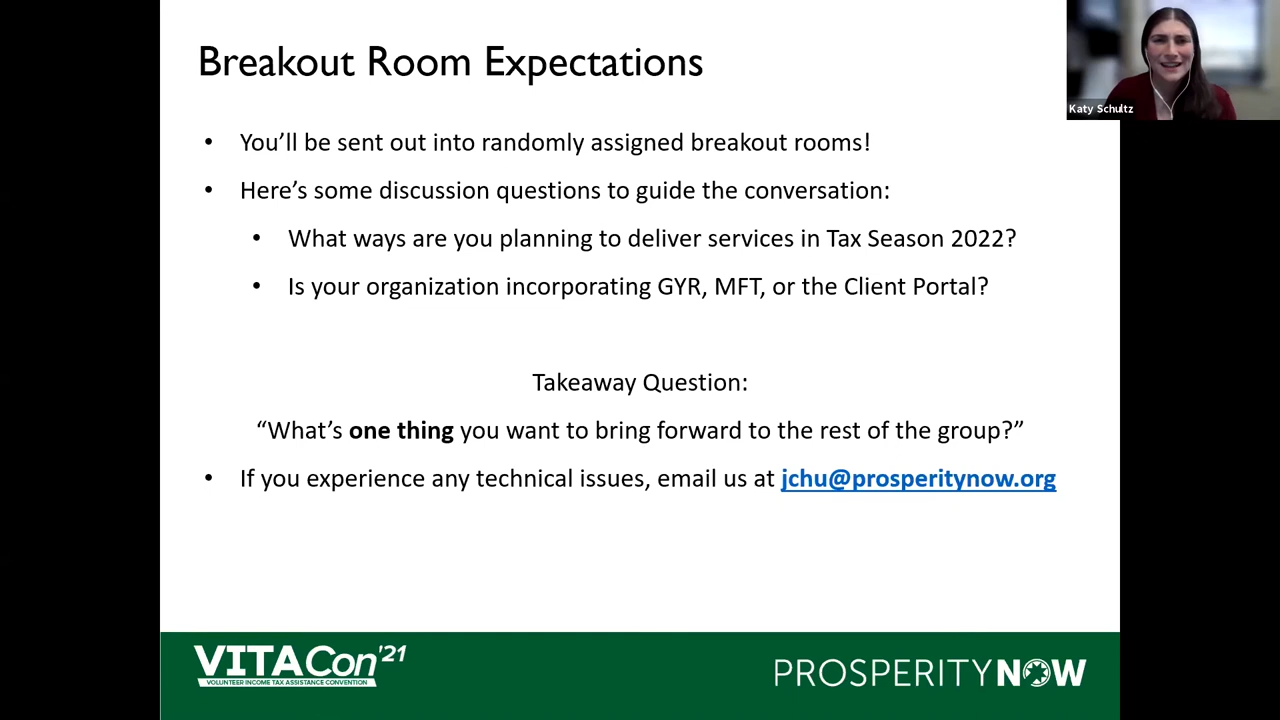 Breakout Room Expectations
Katy Schultz
• You’ll be sent out into randomly assigned breakout rooms!
• Here’s some discussion questions to guide the conversation:
• What ways are you planning to deliver services in Tax Season 2022?
• Is your organization incorporating GYR, MFT, or the Client Portal?
Takeaway Question:
“What’s one thing you want to bring forward to the rest of the group?”
• If you experience any technical issues, email us at jchu@prosperitynow.org
VITACon'21
VOLUNTEER INCOME TAX ASSISTANCE CONVENTION
PROSPERITY NOW